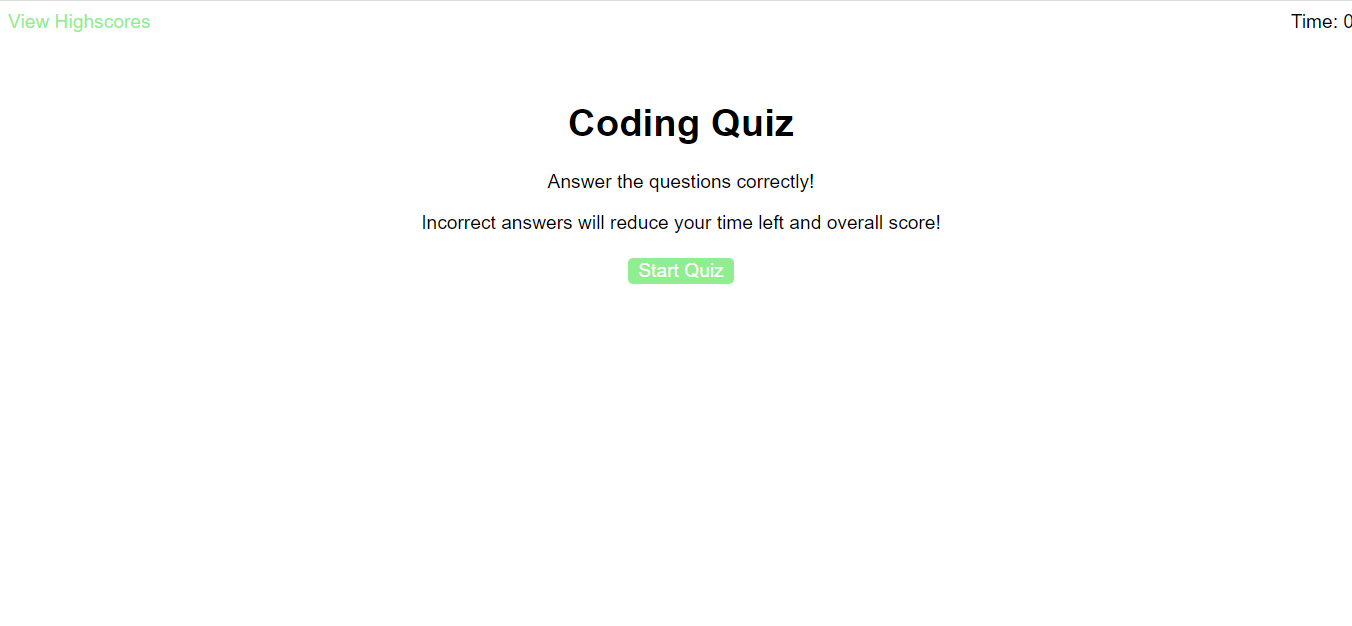 View Highscores
Time: 0
Coding Quiz
Answer the questions correctly!
Incorrect answers will reduce your time left and overall score!
Start Quiz